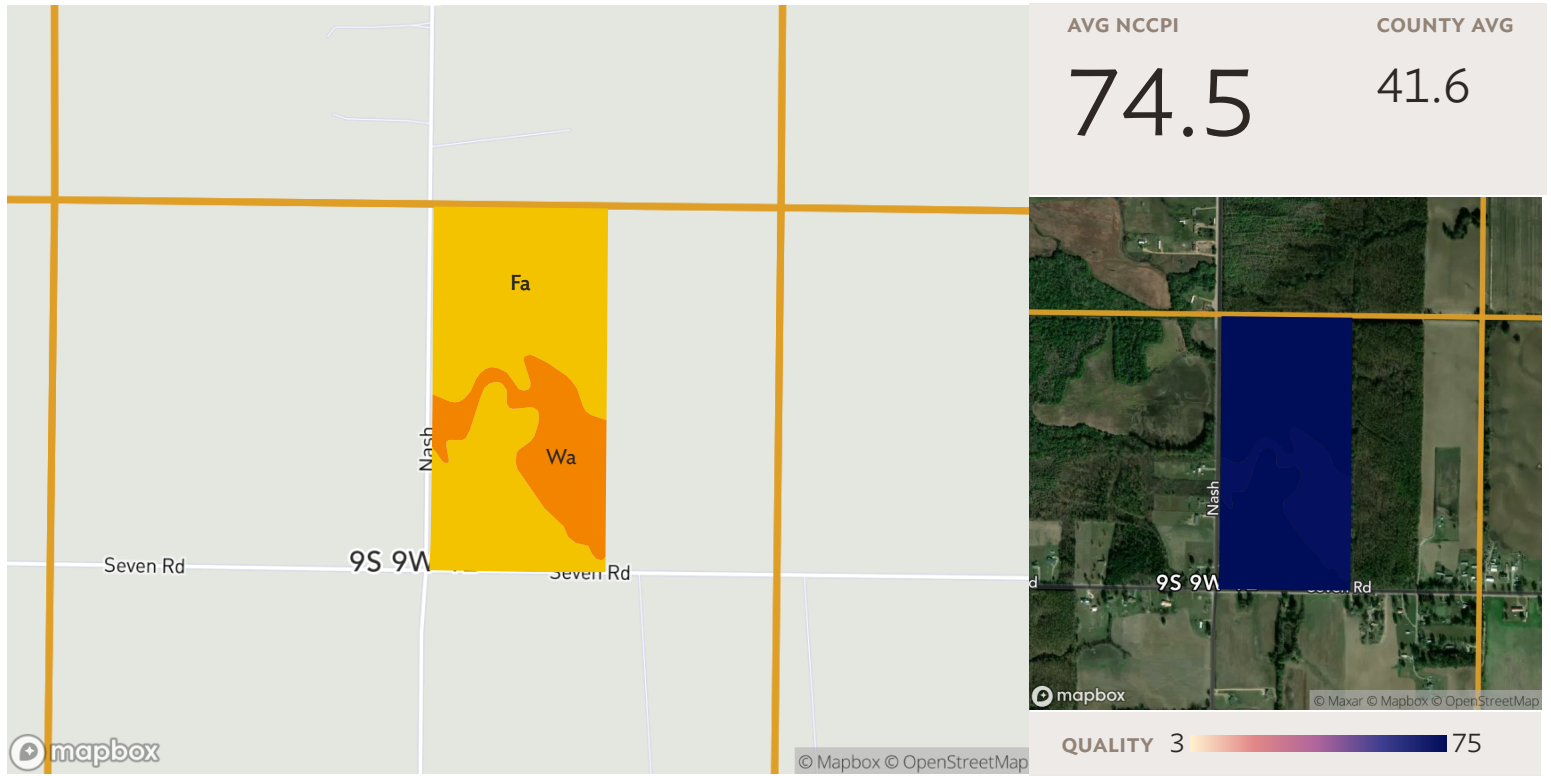 Fa
Wa
Nash
Seven Rd
9S 9W
Seven Rd
mapbox
© Mapbox © OpenStreetMap
AVG NCCPI
COUNTY AVG
74.5
41.6
Nash
9S 9W
Rd
mapbox
© Maxar © Mapbox © OpenStreetMap
QUALITY 3 75